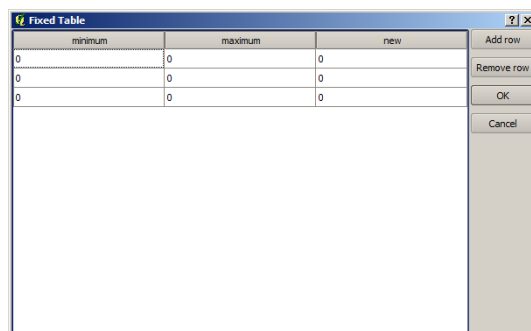 Fixed Table
minimum maximum new Add row
0 0 0
Remove row
0 0 0
0 0 0 OK
Cancel